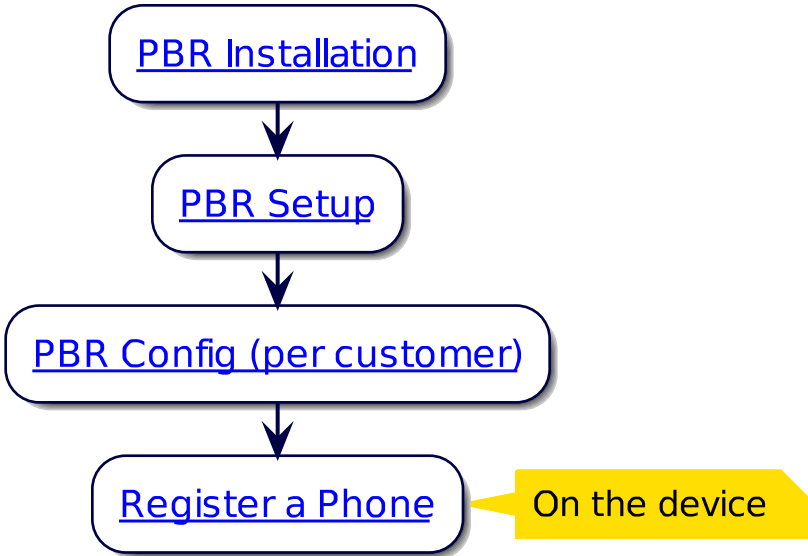 PBR Installation
PBR Setup
PBR Config (per customer)
Register a Phone
On the device